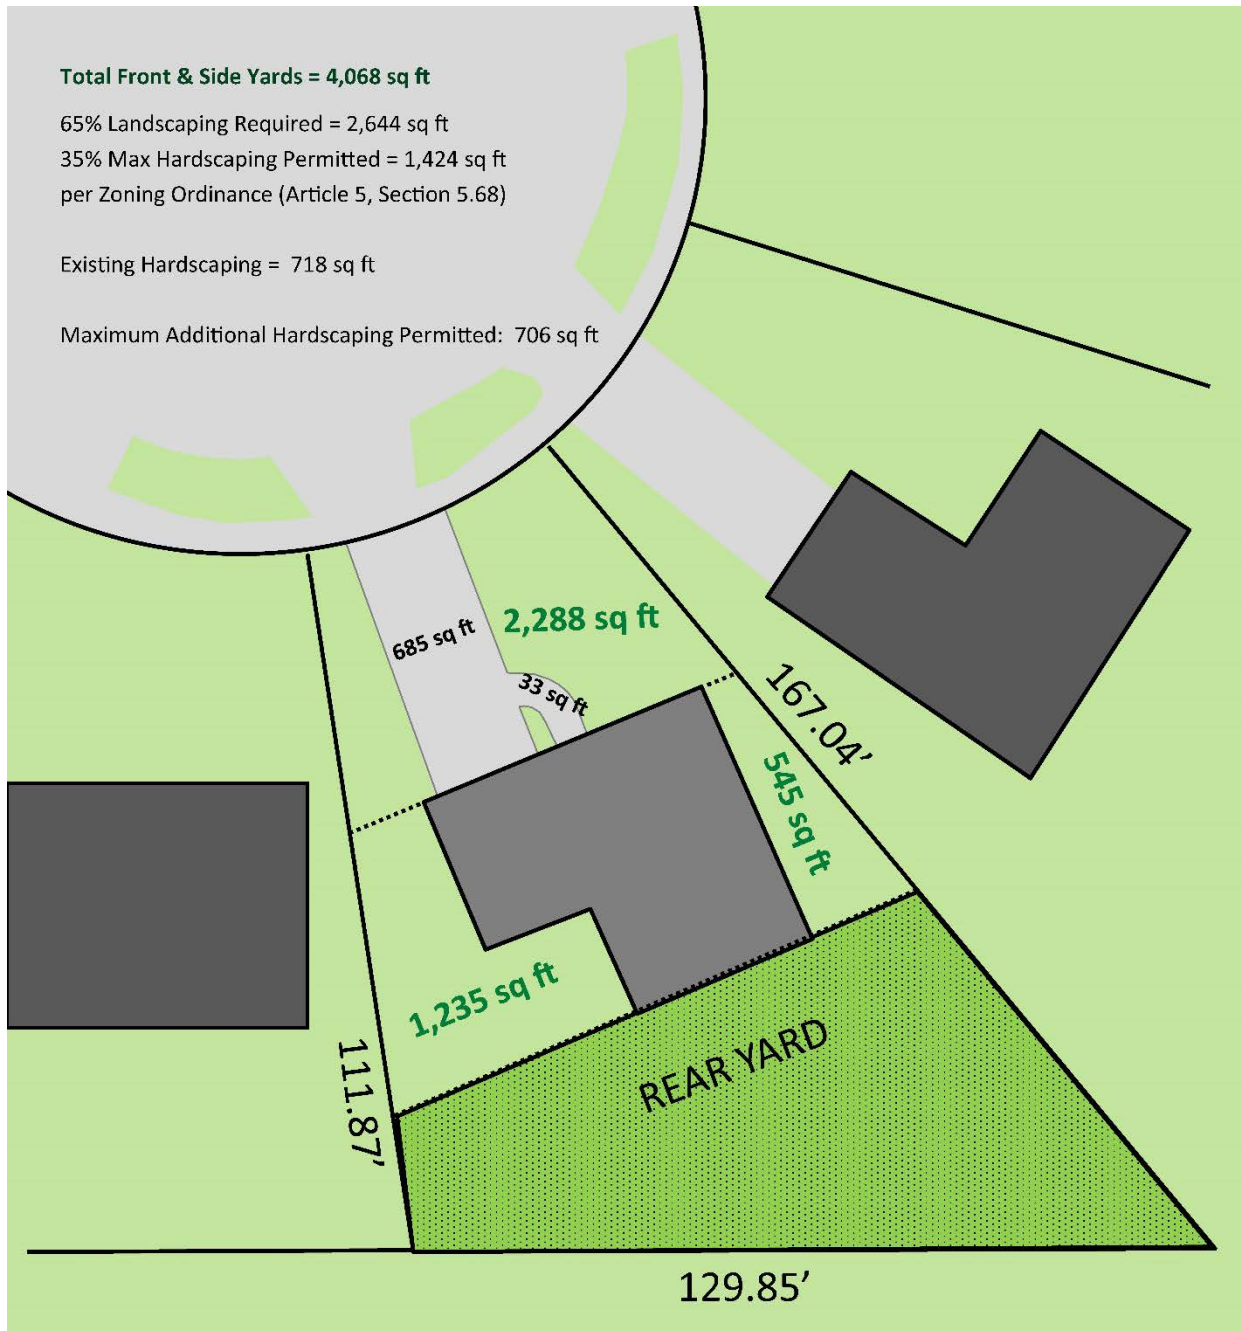 Total Front & Side Yards = 4,068 sq ft
65% Landscaping Required = 2,644 sq ft
35% Max Hardscaping Permitted = 1,424 sq ft
per Zoning Ordinance (Article 5, Section 5.68)
Existing Hardscaping =  718 sq ft
Maximum Additional Hardscaping Permitted:  706 sq ft
685 sq ft
2,288 sq ft
33 sq ft
167.04’
545 sq ft
1,235 sq ft
111.87’
REAR YARD
129.85’